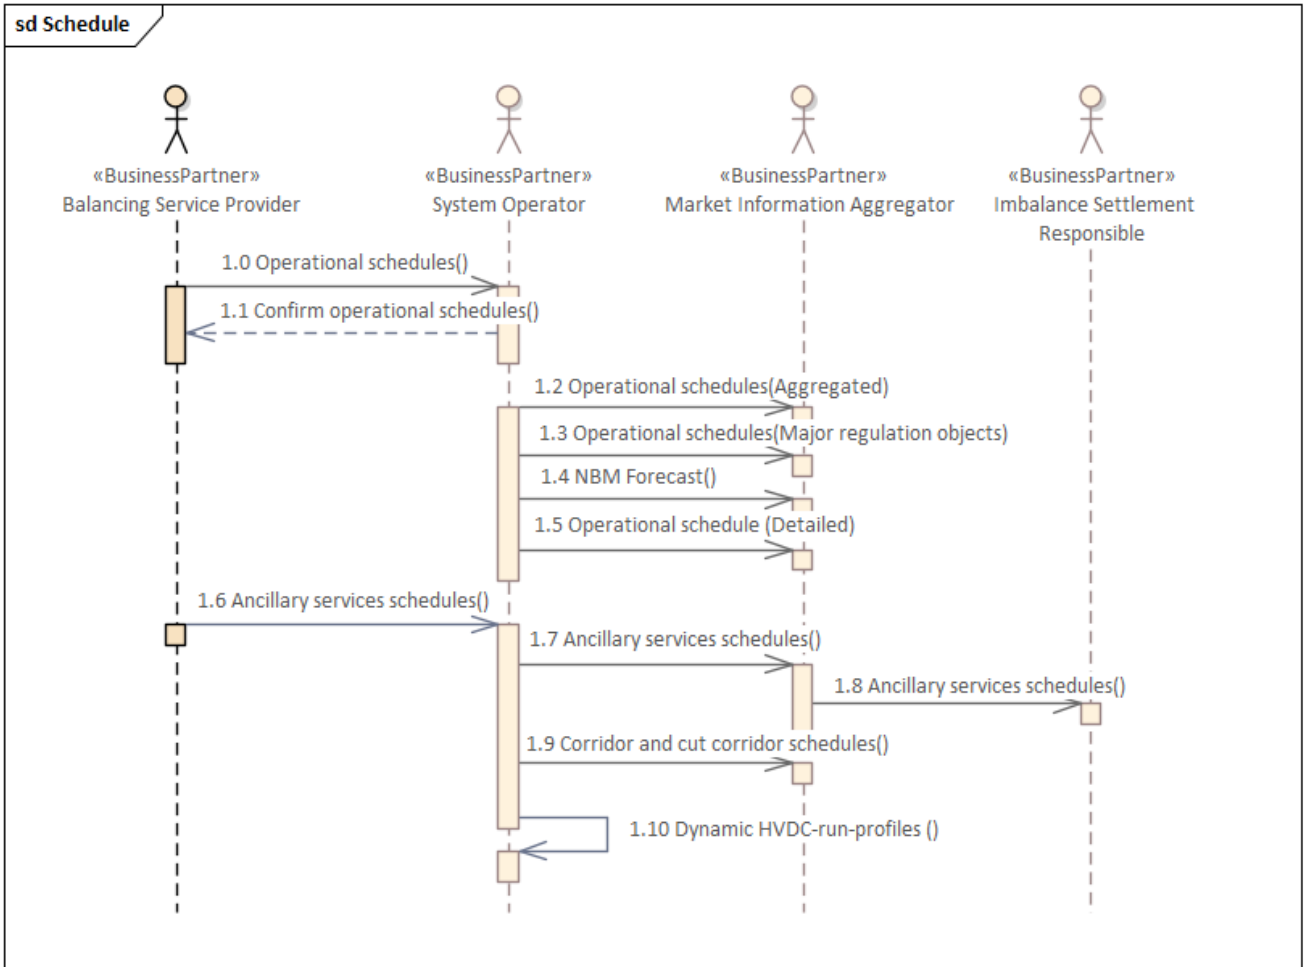 sd Schedule
«BusinessPartner»
Balancing Service Provider
«BusinessPartner»
System Operator
«BusinessPartner»
Market Information Aggregator
«BusinessPartner»
Imbalance Settlement
Responsible
1.0 Operational schedules()
1.1 Confirm operational schedules()
1.2 Operational schedules(Aggregated)
1.3 Operational schedules(Major regulation objects)
1.4 NBM Forecast()
1.5 Operational schedule (Detailed)
1.6 Ancillary services schedules()
1.7 Ancillary services schedules()
1.8 Ancillary services schedules()
1.9 Corridor and cut corridor schedules()
1.10 Dynamic HVDC-run-profiles ()